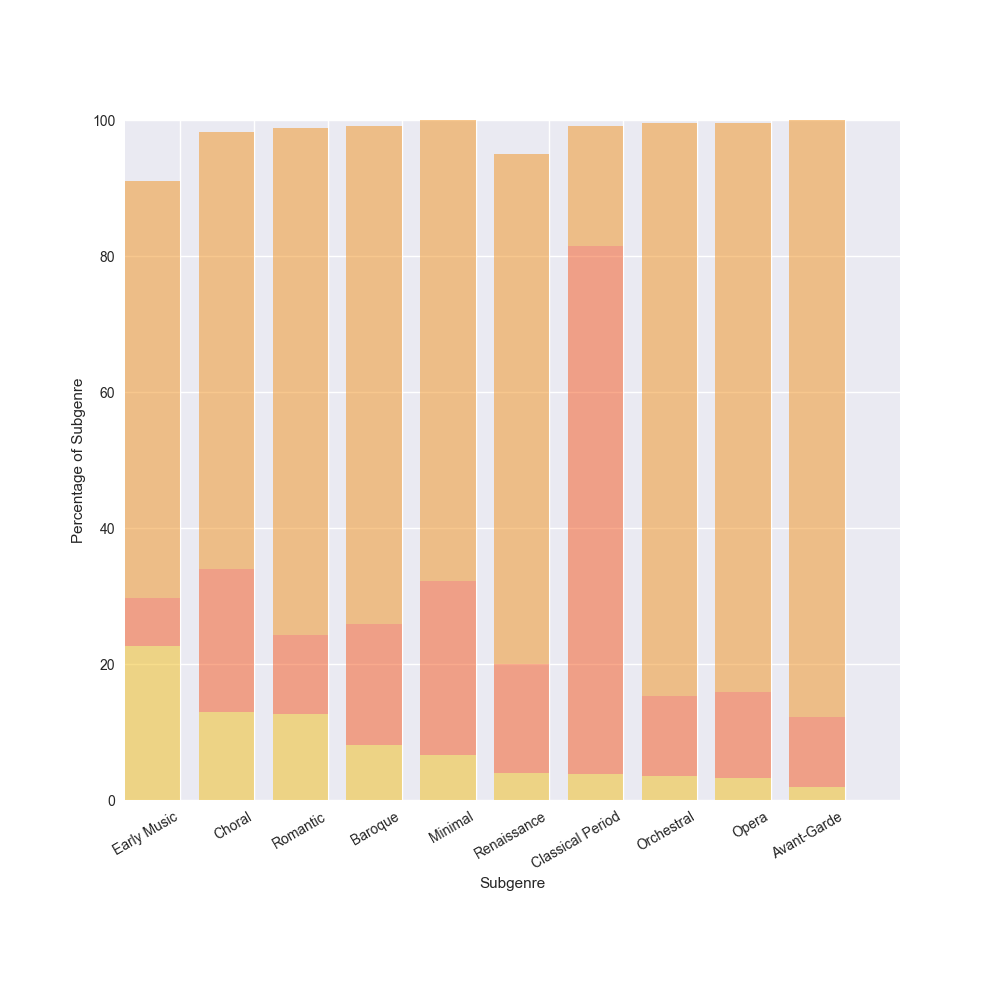 100
80
60
40
20
0
Percentage of Subgenre
Early Music
Choral
Romantic
Baroque
Minimal
Renaissance
Classical Period
Orchestral
Opera
Avant-Garde
Subgenre